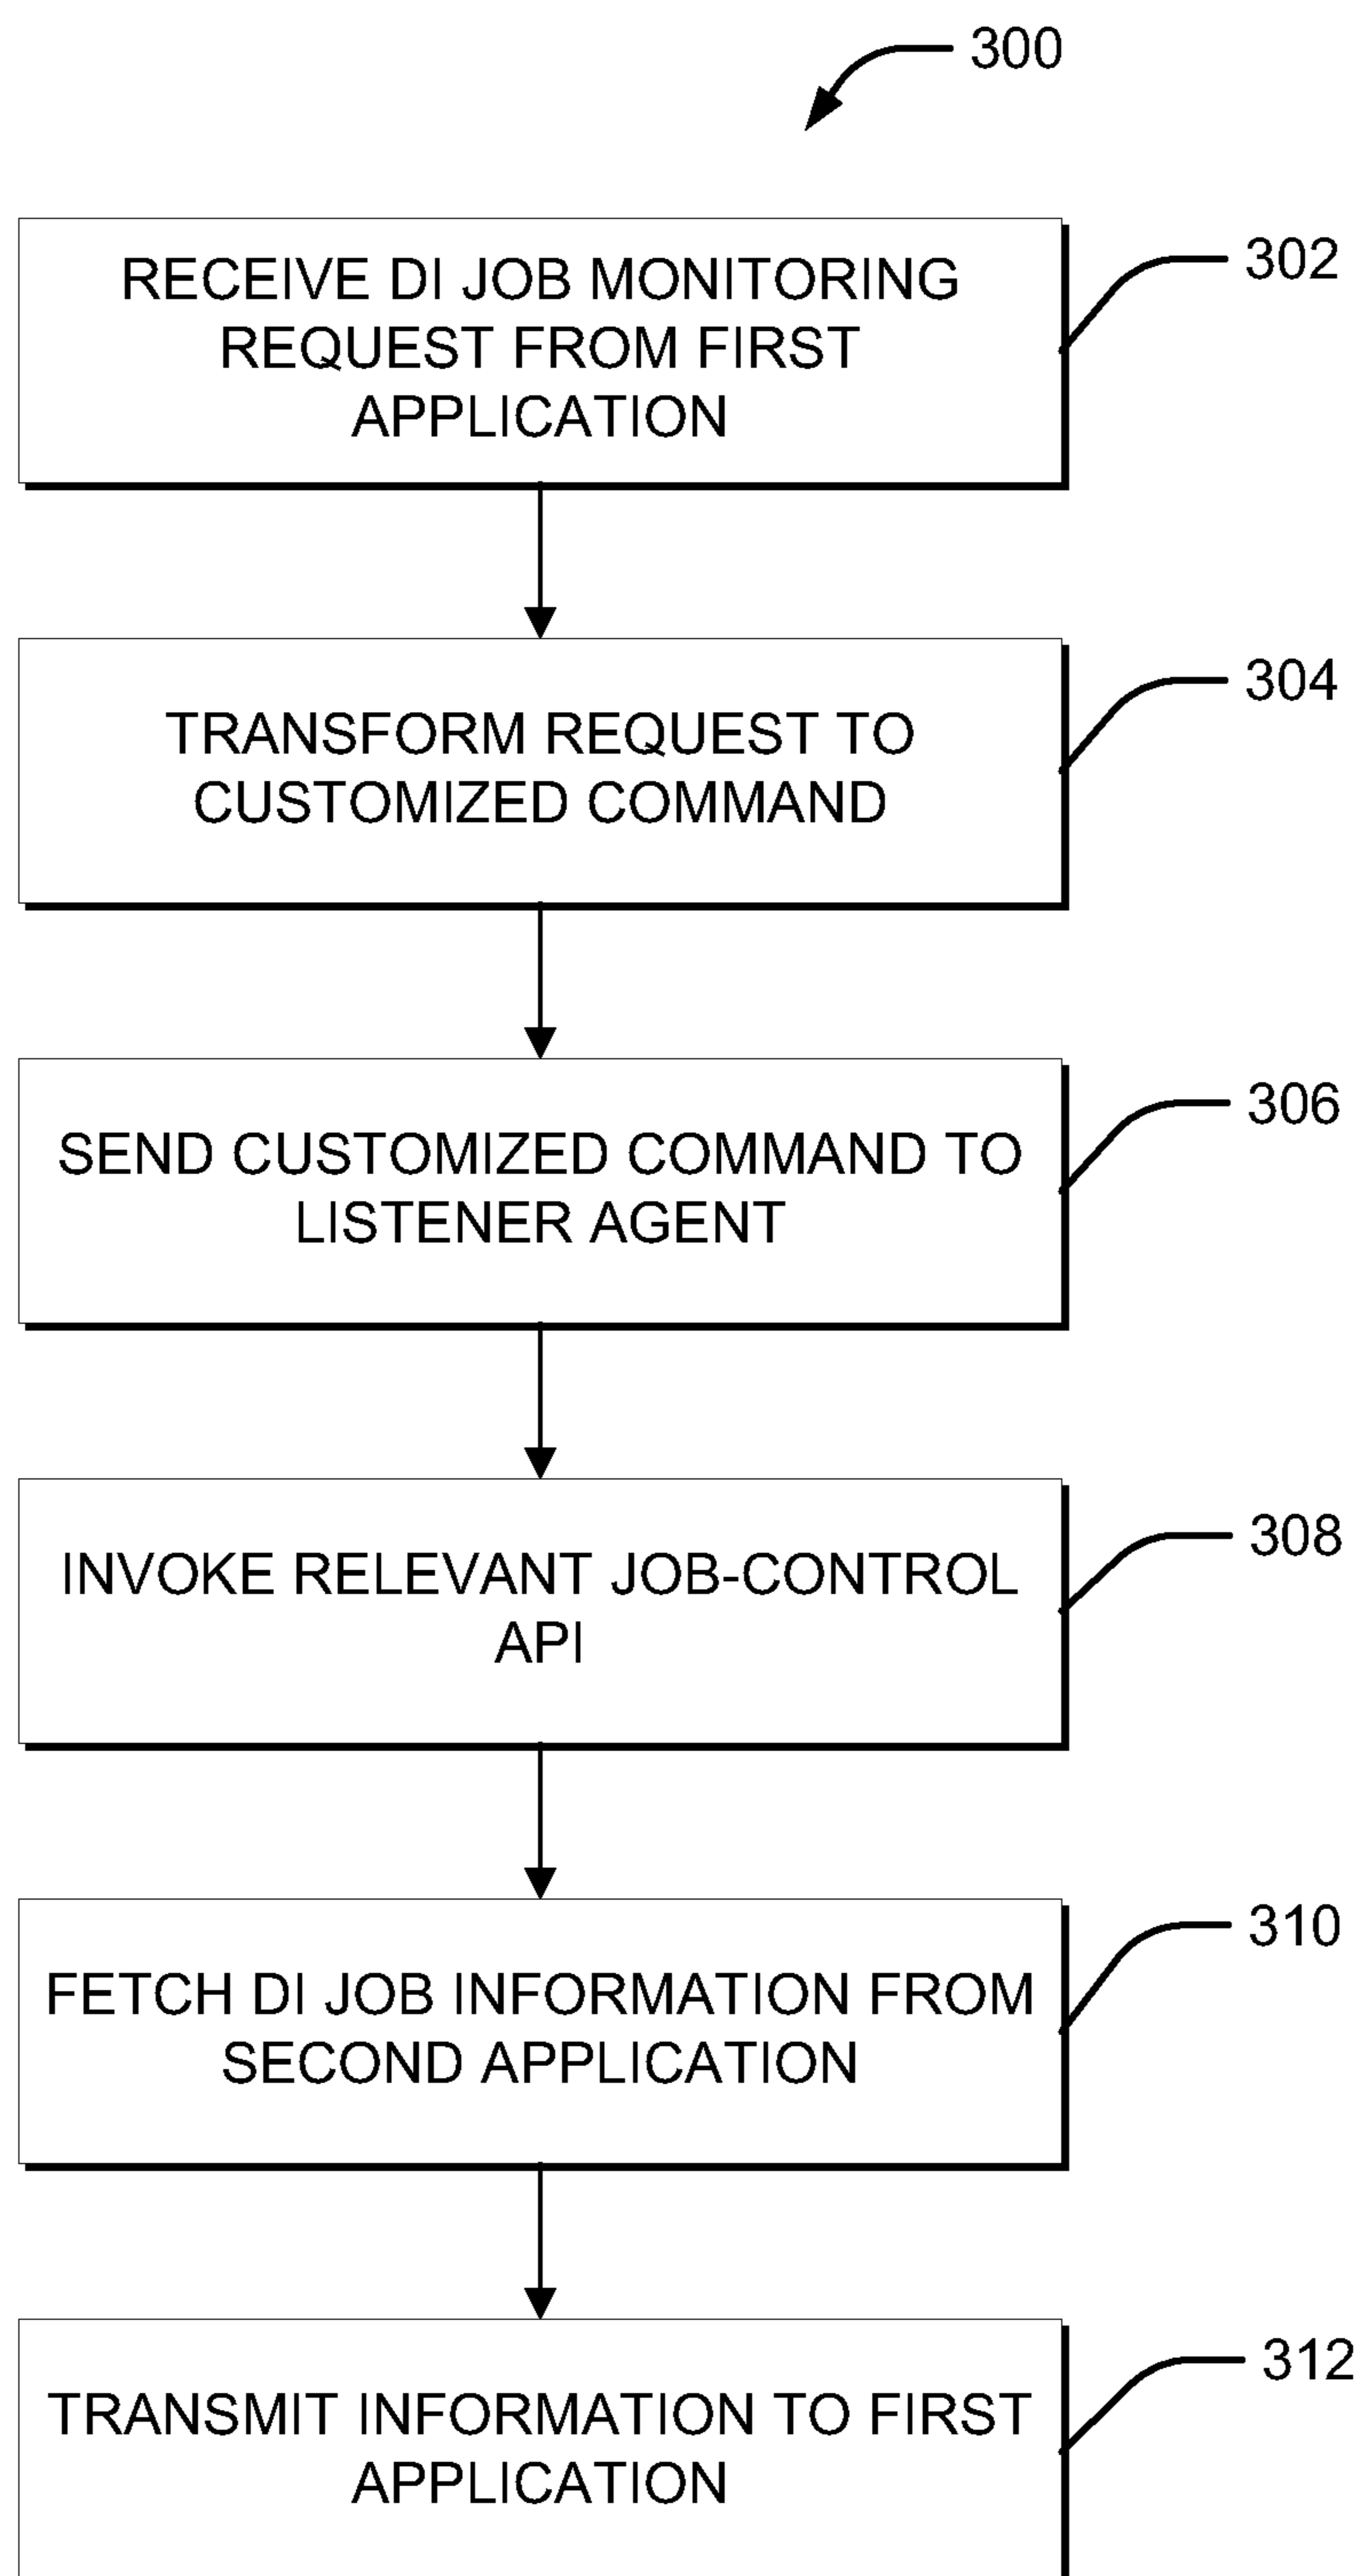 300
RECEIVE DI JOB MONITORING
REQUEST FROM FIRST
APPLICATION
302
TRANSFORM REQUEST TO
CUSTOMIZED COMMAND
304
SEND CUSTOMIZED COMMAND TO
LISTENER AGENT
306
INVOKE RELEVANT JOB-CONTROL
API
308
FETCH DI JOB INFORMATION FROM
SECOND APPLICATION
310
TRANSMIT INFORMATION TO FIRST
APPLICATION
312